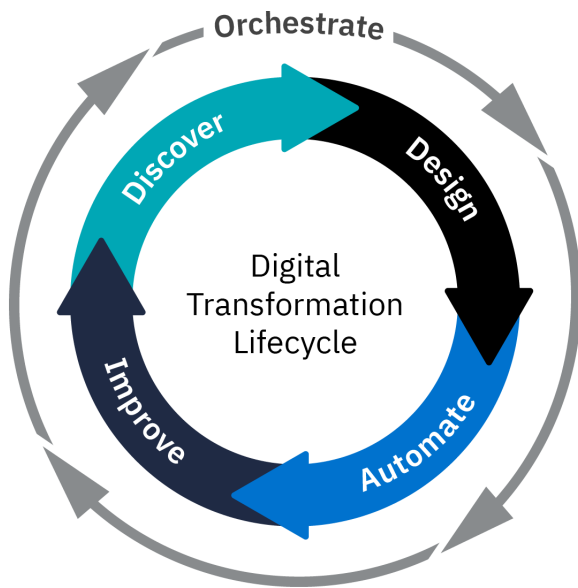 Orchestrate
Discover
Design
Digital
Transformation
Lifecycle
Improve
Automate